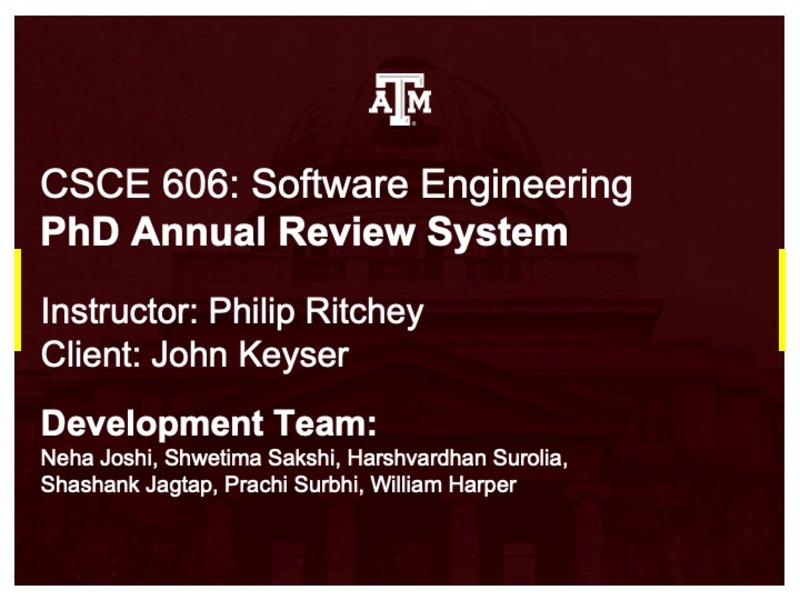 ATM
CSCE 606: Software Engineering
PhD Annual Review System
Instructor: Philip Ritchey
Client: John Keyser
Development Team:
Neha Joshi, Shwetima Sakshi, Harshvardhan Surolia,
Shashank Jagtap, Prachi Surbhi, William Harper